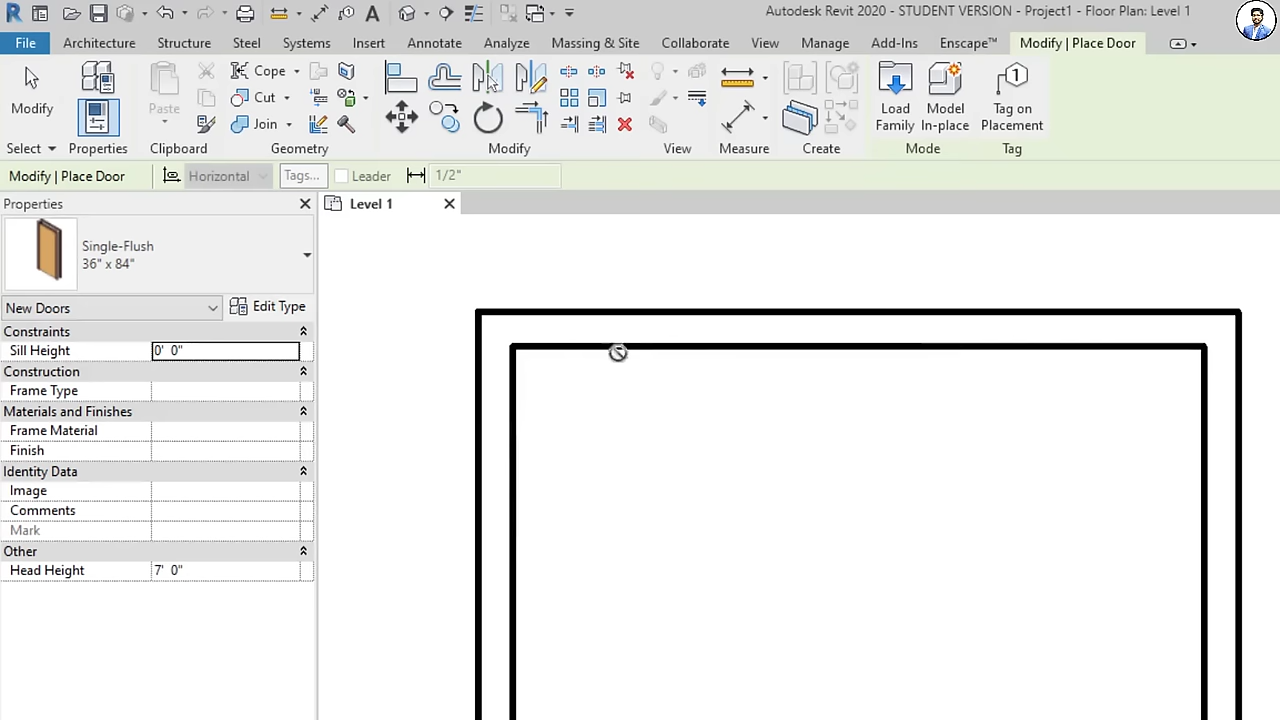 Autodesk Revit 2020 - STUDENT VERSION - Project1 - Floor Plan: Level 1
File Architecture Structure Steel Systems Insert Annotate Analyze Massing & Site Collaborate View Manage Add-Ins Enscape™ Modify | Place Door
Modify Paste Cope Cut Join Load Family Model In-place 1 Tag on Placement
Select Properties Clipboard Geometry Modify View Measure Create Mode Tag
Modify | Place Door Horizontal Tags... Leader 1/2"
Properties
Level 1
Single-Flush
36" x 84"
New Doors Edit Type
Constraints
Sill Height 0' 0"
Construction
Frame Type
Materials and Finishes
Frame Material
Finish
Identity Data
Image
Comments
Mark
Other
Head Height 7' 0"